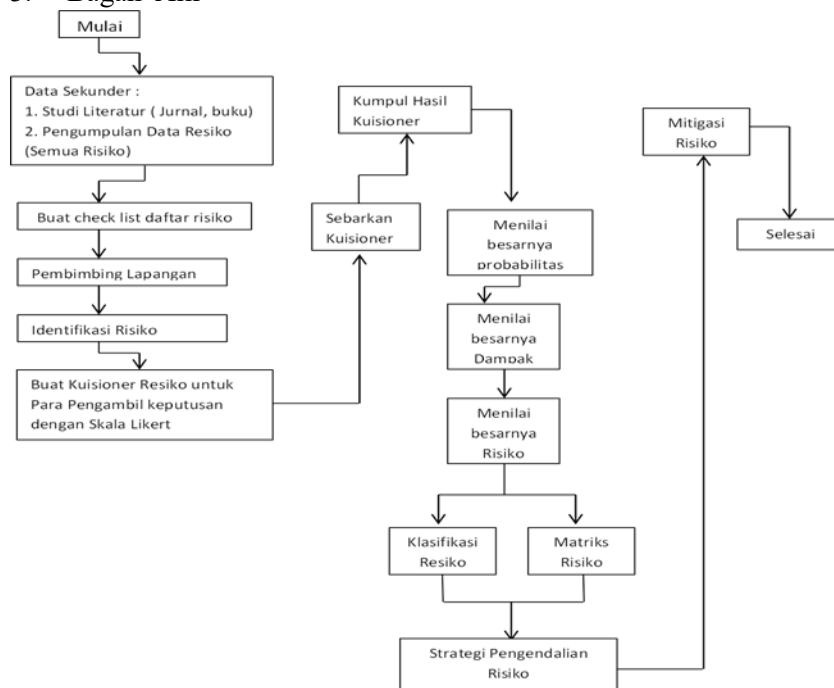 Mulai
Data Sekunder :
1. Studi Literatur ( Jurnal, buku)
2. Pengumpulan Data Resiko
(Semua Risiko)
Buat check list daftar risiko
Pembimbing Lapangan
Identifikasi Risiko
Buat Kuisioner Resiko untuk
Para Pengambil keputusan
dengan Skala Likert
Sebarkan
Kuisioner
Kumpul Hasil
Kuisioner
Menilai
besarnya
probabilitas
Menilai
besarnya
Dampak
Menilai
besarnya
Risiko
Klasifikasi
Resiko
Matriks
Risiko
Strategi Pengendalian
Risiko
Mitigasi
Risiko
Selesai